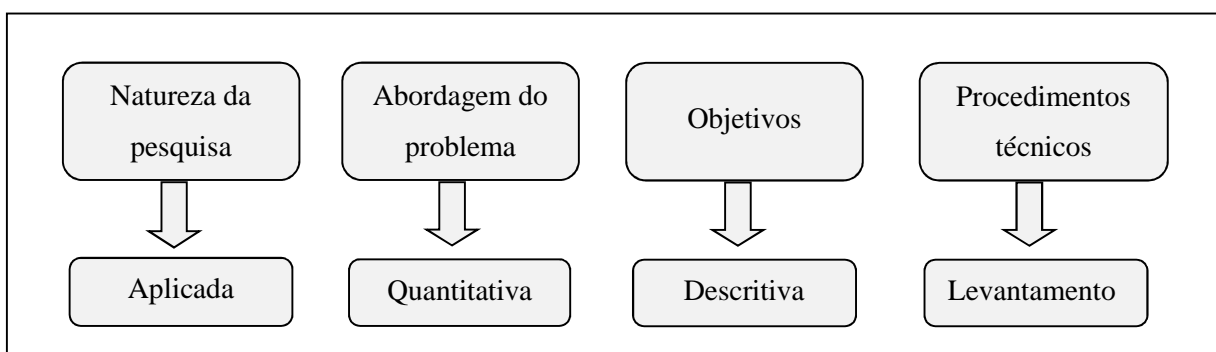 Natureza da
pesquisa
Abordagem do
problema
Objetivos
Procedimentos
técnicos
Aplicada
Quantitativa
Descritiva
Levantamento